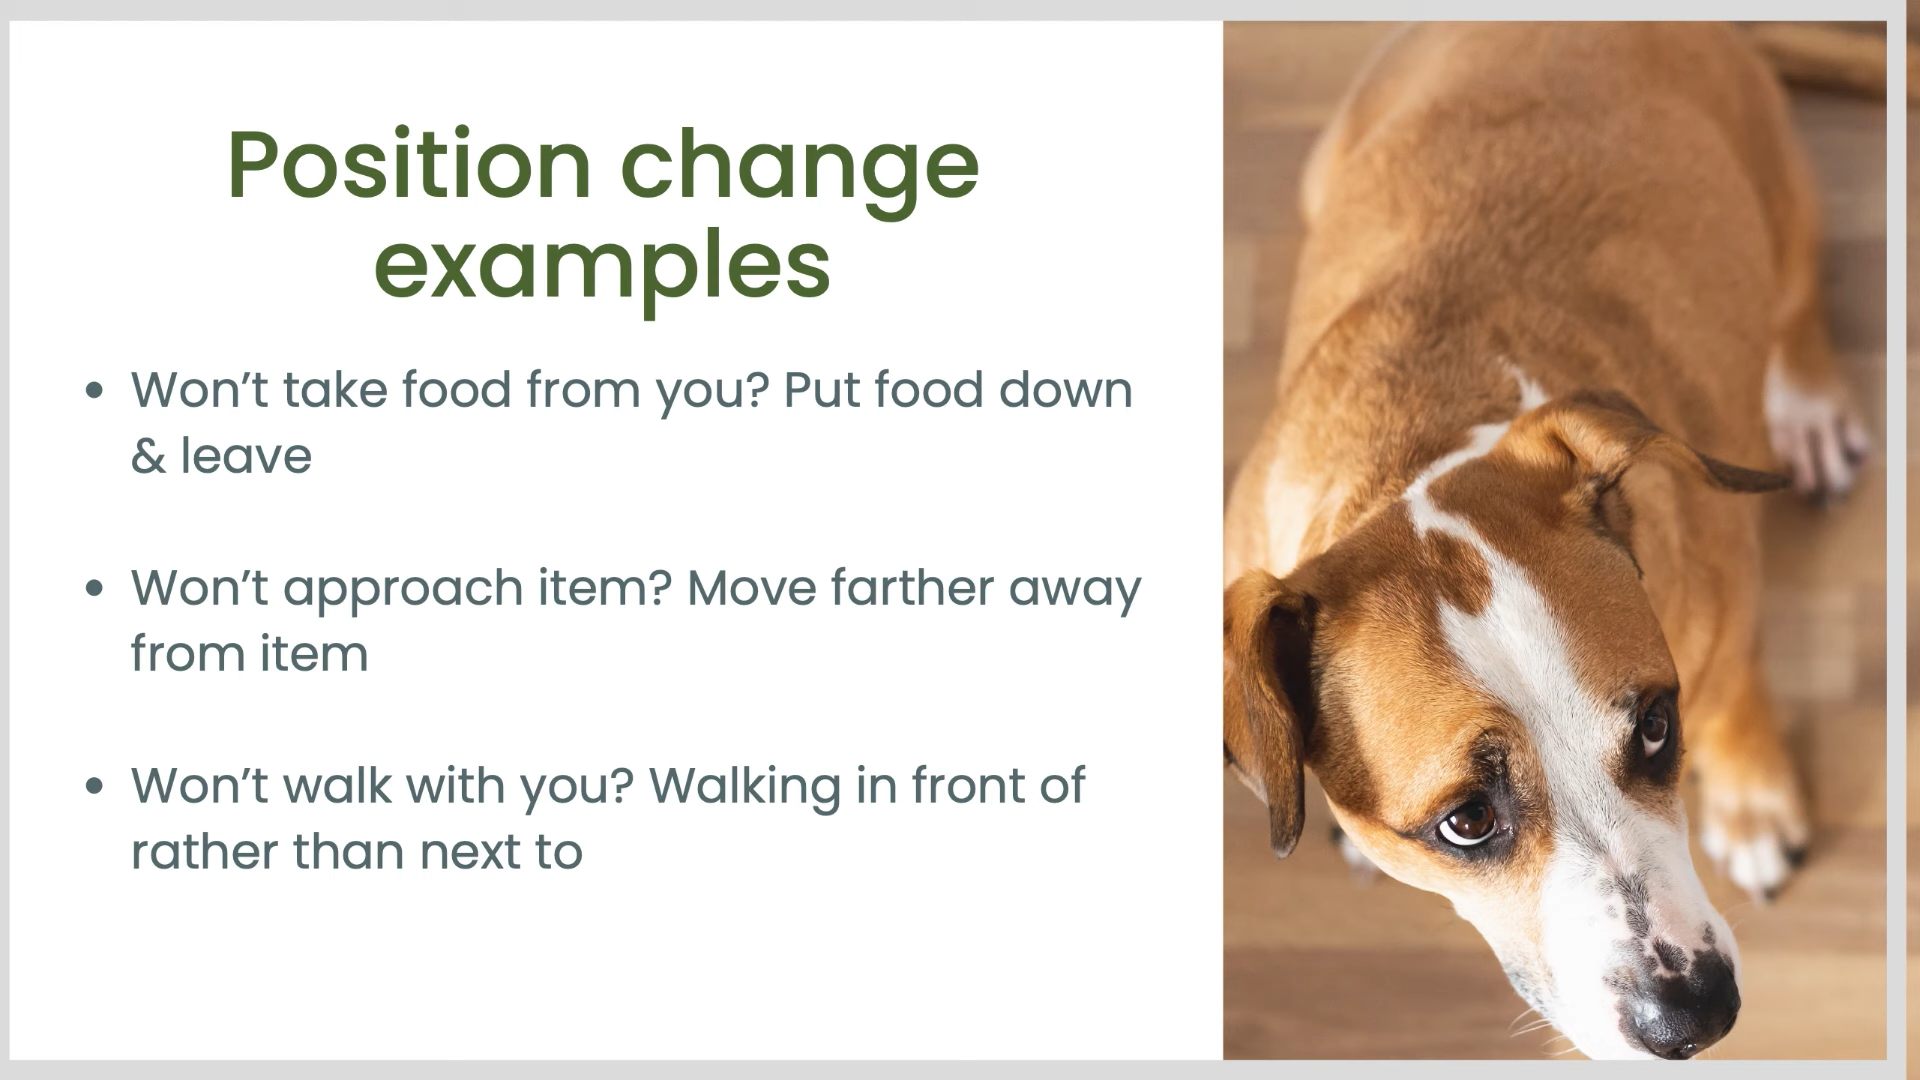 Position change
examples
• Won’t take food from you? Put food down
& leave
• Won’t approach item? Move farther away
from item
• Won’t walk with you? Walking in front of
rather than next to